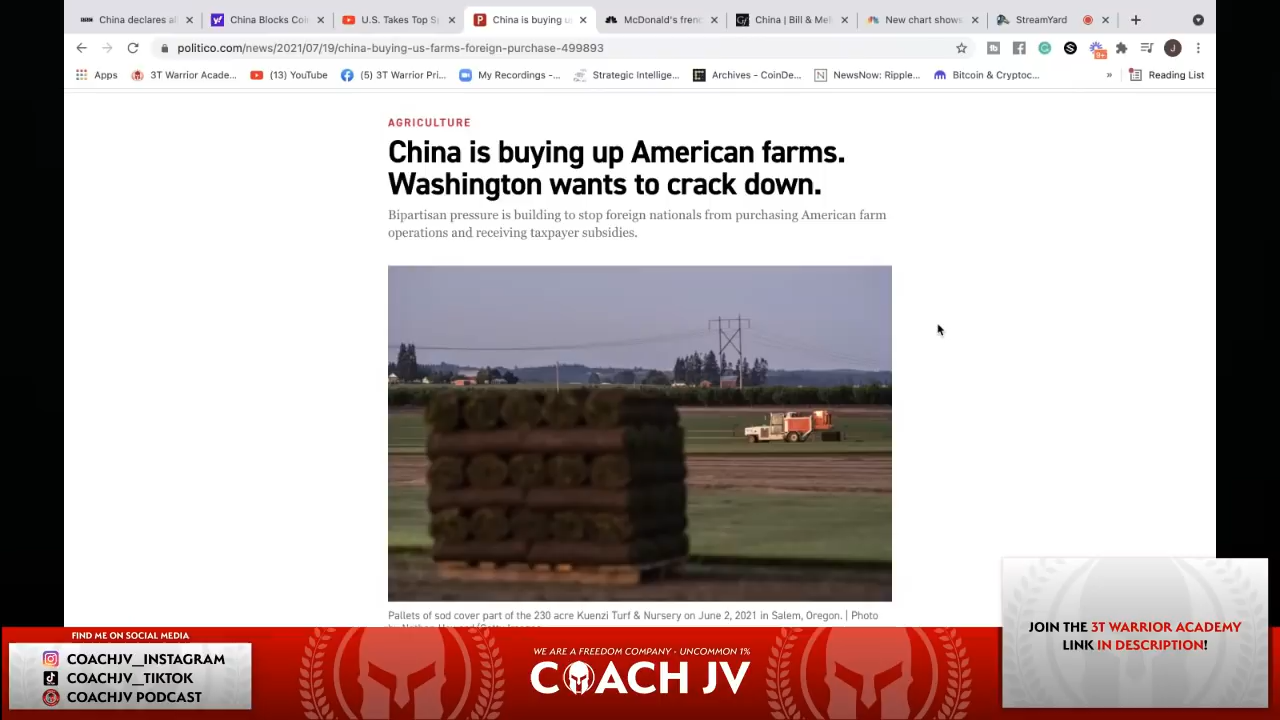 China declares al
China Blocks Coi
U.S. Takes Top S
China is buying u
McDonald's frenc
China | Bill & Mel
New chart shows
StreamYard
politico.com/news/2021/07/19/china-buying-us-farms-foreign-purchase-499893
Apps
3T Warrior Acade...
(13) YouTube
(5) 3T Warrior Pri...
My Recordings -...
Strategic Intellige...
Archives - CoinDe...
NewsNow: Ripple...
Bitcoin & Cryptoc...
»
Reading List
AGRICULTURE
China is buying up American farms.
Washington wants to crack down.
Bipartisan pressure is building to stop foreign nationals from purchasing American farm
operations and receiving taxpayer subsidies.
Pallets of sod cover part of the 230 acre Kuenzi Turf & Nursery on June 2, 2021 in Salem, Oregon. | Photo
FIND ME ON SOCIAL MEDIA
COACHJV__INSTAGRAM
COACHJV__TIKTOK
COACHJV PODCAST
WE ARE A FREEDOM COMPANY - UNCOMMON 1%
COACH JV
JOIN THE 3T WARRIOR ACADEMY
LINK IN DESCRIPTION!